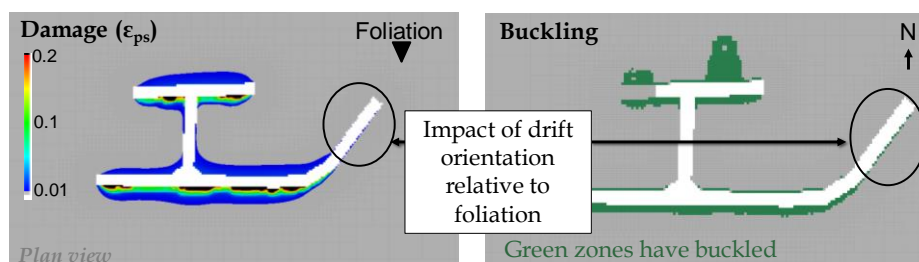 Damage (εps)
Foliation
0.2
0.1
0.01
Plan view
Impact of drift
orientation
relative to
foliation
Buckling
N
Green zones have buckled